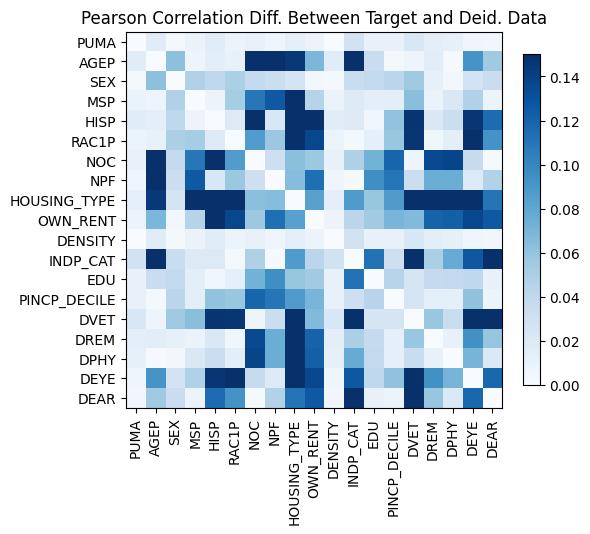 Pearson Correlation Diff. Between Target and Deid. Data
PUMA
AGEP
SEX
MSP
HISP
RAC1P
NOC
NPF
HOUSING_TYPE
OWN_RENT
DENSITY
INDP_CAT
EDU
PINCP_DECILE
DVET
DREM
DPHY
DEYE
DEAR
PUMA
AGEP
SEX
MSP
HISP
RAC1P
NOC
NPF
HOUSING_TYPE
OWN_RENT
DENSITY
INDP_CAT
EDU
PINCP_DECILE
DVET
DREM
DPHY
DEYE
DEAR
0.14
0.12
0.10
0.08
0.06
0.04
0.02
0.00